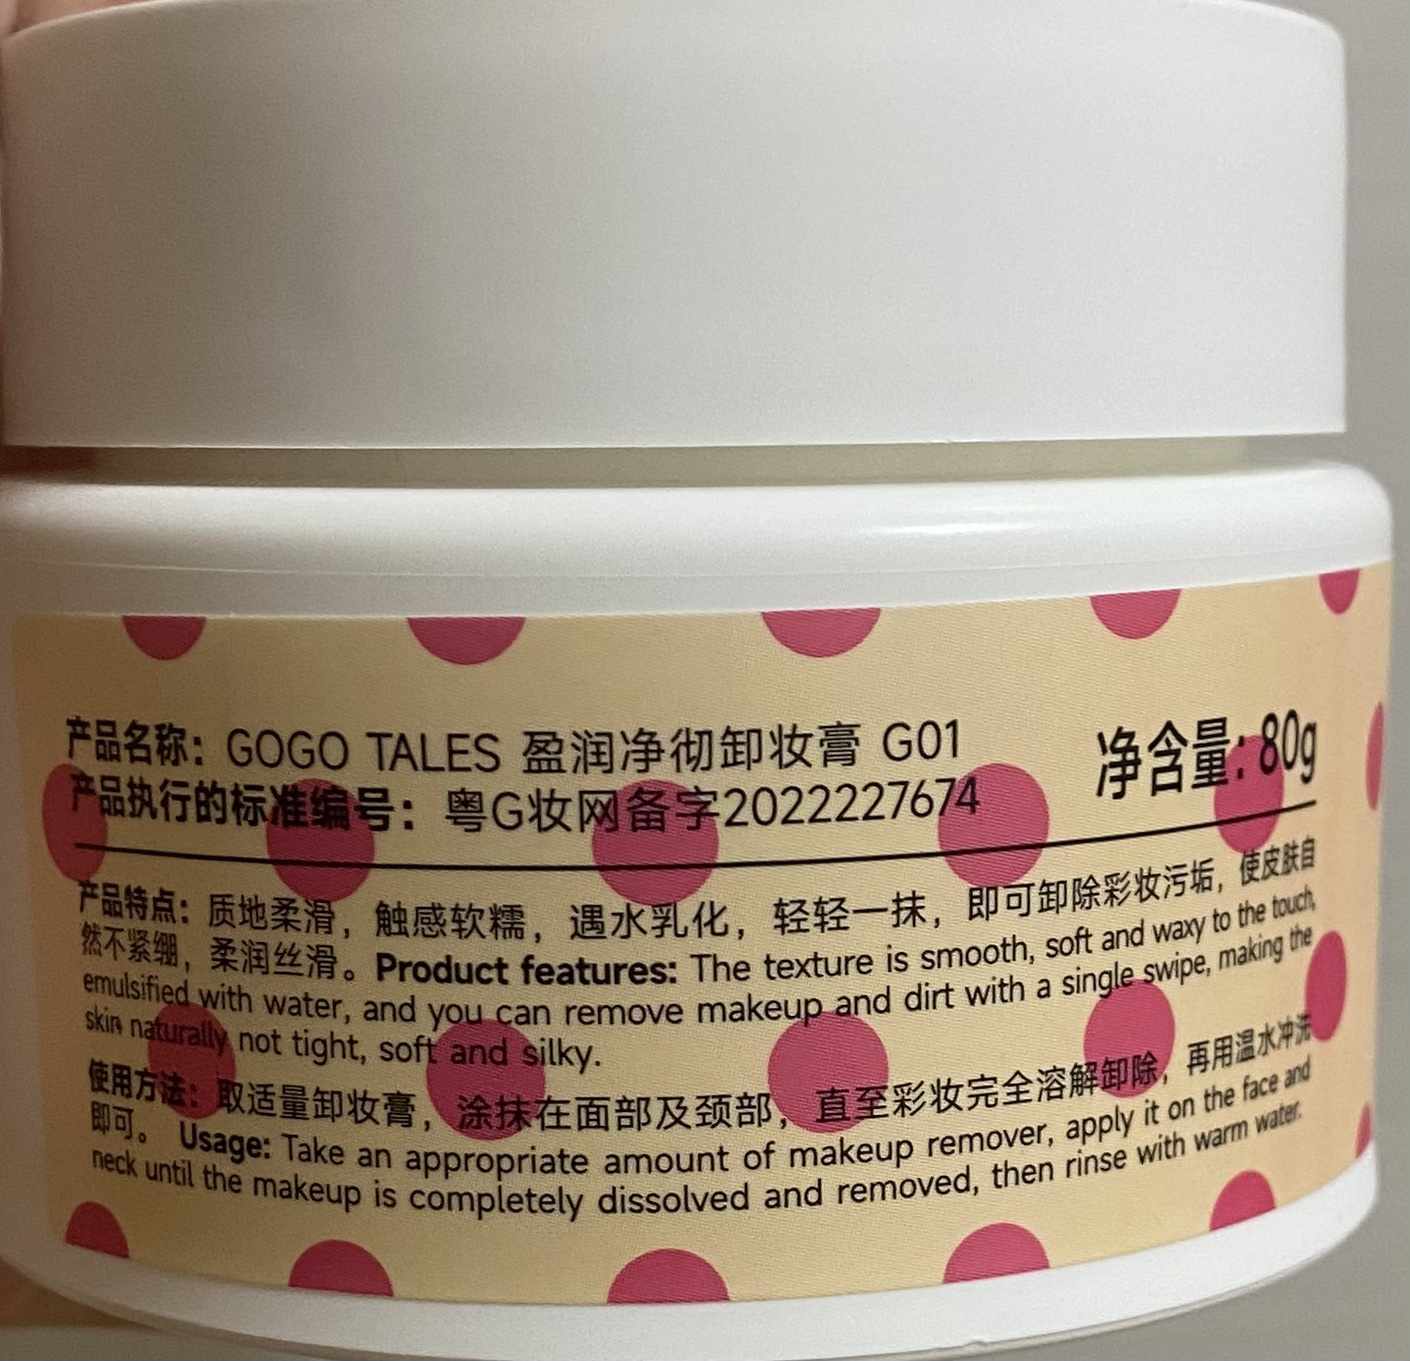 产品名称：GOGO TALES 盈润净彻卸妆膏 G01
净含量：80g
产品执行的标准编号：粤G妆网备字2022227674
产品特点：质地柔滑，触感软糯，遇水乳化，轻轻一抹，即可卸除彩妆污垢，使皮肤自
然不紧绷，柔润丝滑。Product features: The texture is smooth, soft and waxy to the touch,
emulsified with water, and you can remove makeup and dirt with a single swipe, making the
skin naturally not tight, soft and silky.
使用方法：取适量卸妆膏，涂抹在面部及颈部，直至彩妆完全溶解卸除，再用温水冲洗
即可。 Usage: Take an appropriate amount of makeup remover, apply it on the face and
neck until the makeup is completely dissolved and removed, then rinse with warm water.